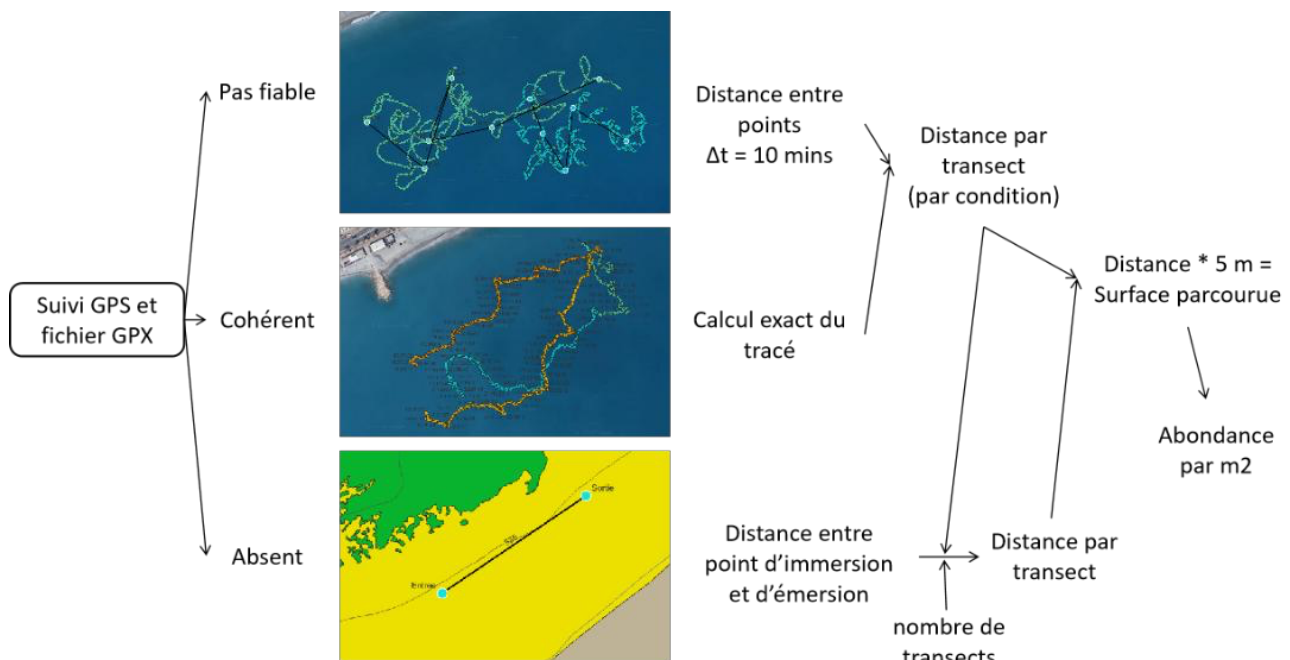 Suivi GPS et
fichier GPX
Pas fiable
Cohérent
Absent
Sortie
Distance entre
points
Δt = 10 mins
Calcul exact du
tracé
Distance entre
point d’immersion
et d’émersion
Distance par
transect
(par condition)
Distance par
transect
nombre de
transects
Distance * 5 m =
Surface parcourue
Abondance
par m2